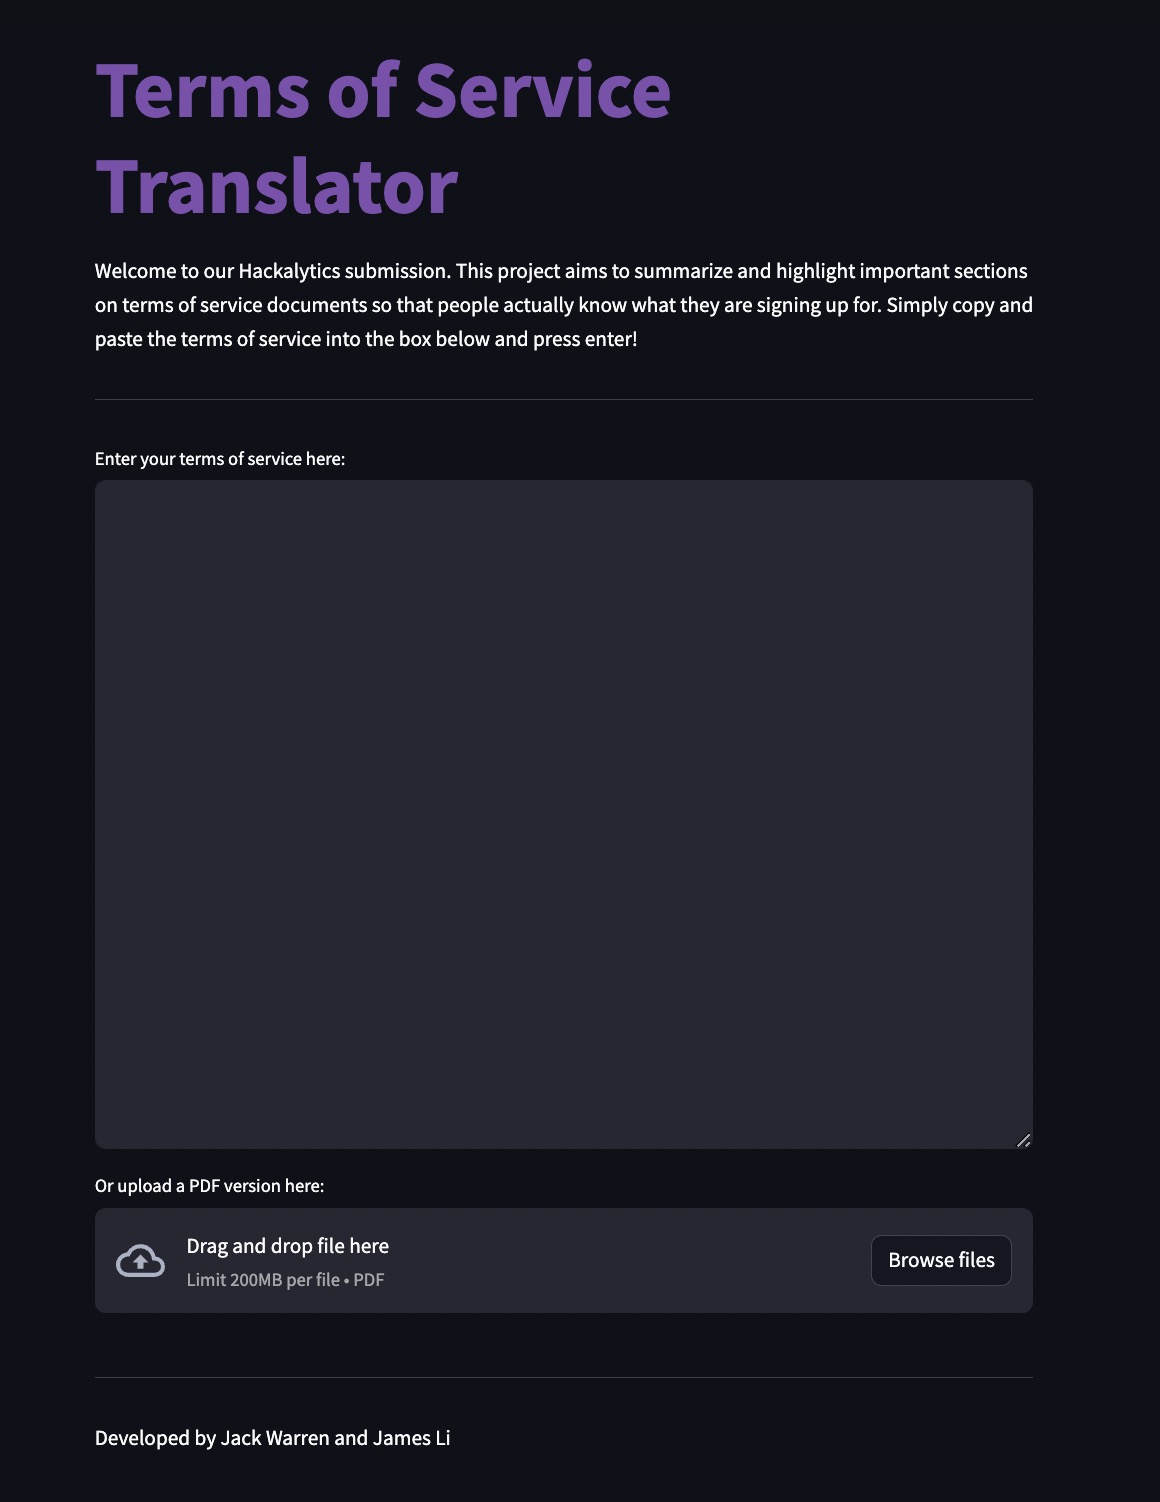 Terms of Service
Translator
Welcome to our Hackalytics submission. This project aims to summarize and highlight important sections
on terms of service documents so that people actually know what they are signing up for. Simply copy and
paste the terms of service into the box below and press enter!
Enter your terms of service here:
Or upload a PDF version here:
Drag and drop file here
Limit 200MB per file • PDF
Browse files
Developed by Jack Warren and James Li